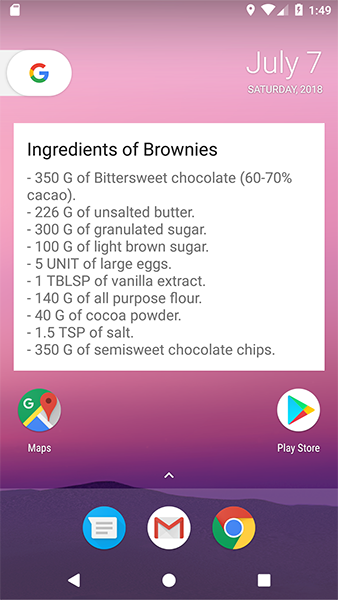 1:49
G
July 7
SATURDAY, 2018
Ingredients of Brownies
- 350 G of Bittersweet chocolate (60-70%
cacao).
- 226 G of unsalted butter.
- 300 G of granulated sugar.
- 100 G of light brown sugar.
- 5 UNIT of large eggs.
- 1 TBLSP of vanilla extract.
- 140 G of all purpose flour.
- 40 G of cocoa powder.
- 1.5 TSP of salt.
- 350 G of semisweet chocolate chips.
G
Maps
Play Store